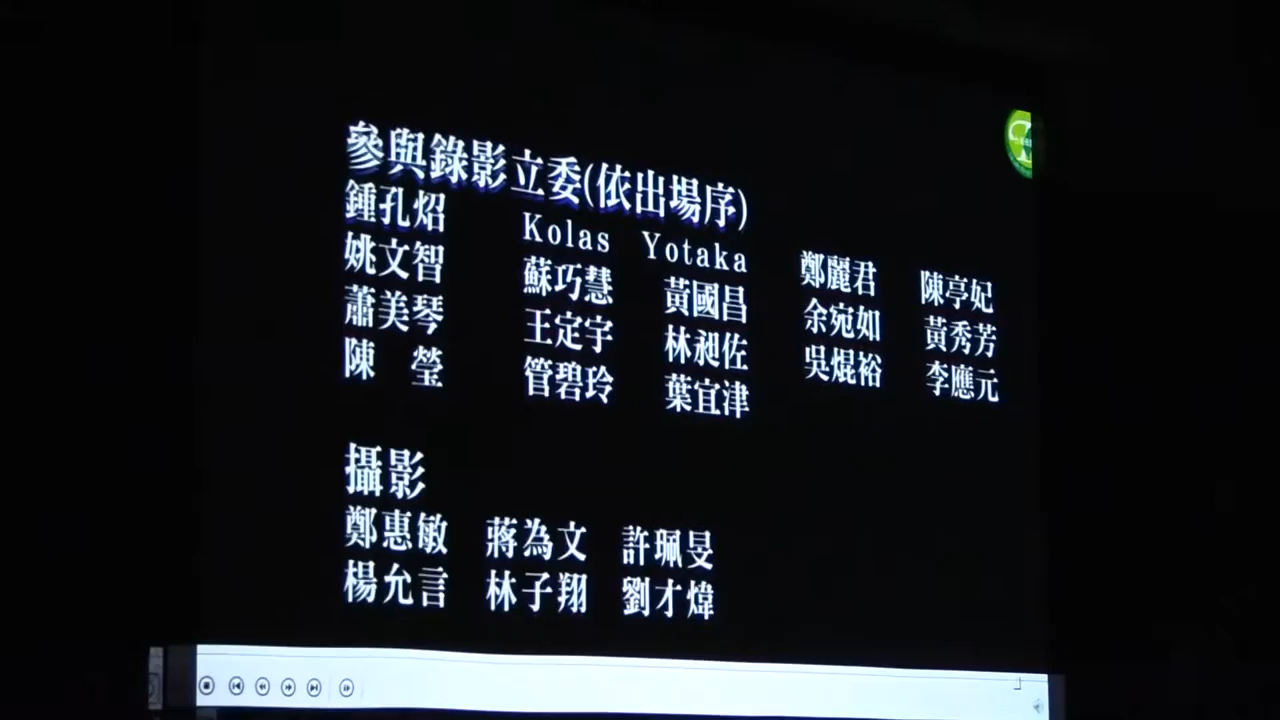 參與錄影立委(依出場序)
鍾孔炤 Kolas Yotaka 鄭麗君 陳亭妃
姚文智 蘇巧慧 黃國昌 余宛如 黃秀芳
蕭美琴 王定宇 林昶佐 吳焜裕 李應元
陳 瑩 管碧玲 葉宜津
攝影
鄭惠敏 蔣為文 許珮旻
楊允言 林子翔 劉才煒